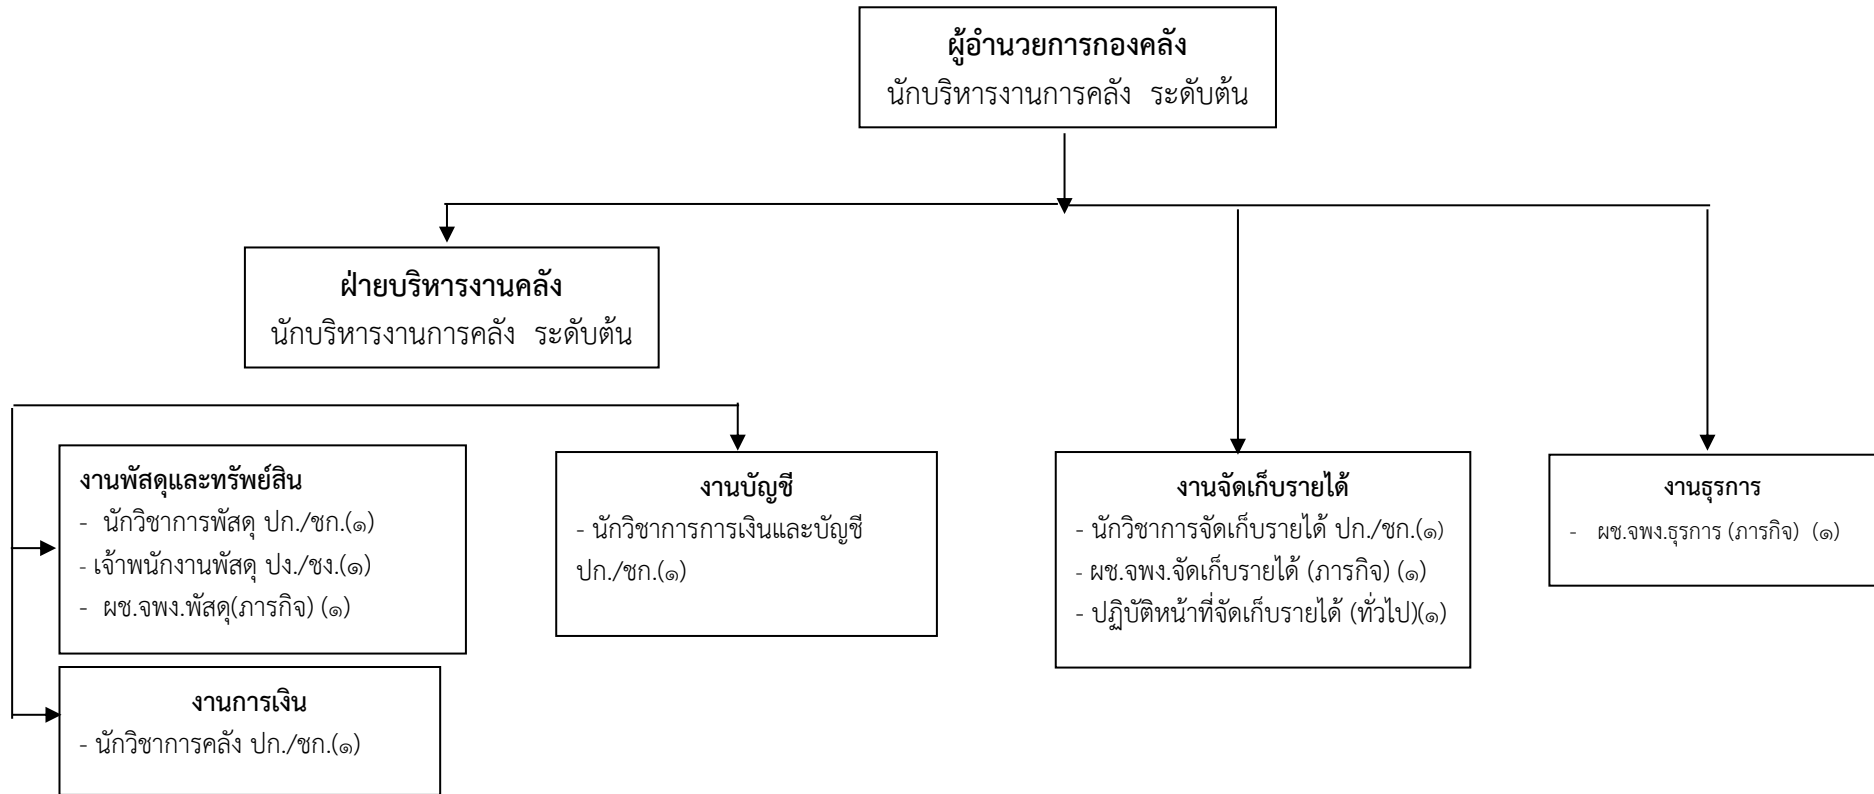 ผู้อำนวยการกองคลัง
นักบริหารงานการคลัง ระดับต้น
ฝ่ายบริหารงานคลัง
นักบริหารงานการคลัง ระดับต้น
งานพัสดุและทรัพย์สิน
- นักวิชาการพัสดุ ปก./ชก.(๑)
- เจ้าพนักงานพัสดุ ปง./ชง.(๑)
- ผช.จพง.พัสดุ(ภารกิจ) (๑)
งานการเงิน
- นักวิชาการคลัง ปก./ชก.(๑)
งานบัญชี
- นักวิชาการการเงินและบัญชี
ปก./ชก.(๑)
งานจัดเก็บรายได้
- นักวิชาการจัดเก็บรายได้ ปก./ชก.(๑)
- ผช.จพง.จัดเก็บรายได้ (ภารกิจ) (๑)
- ปฏิบัติหน้าที่จัดเก็บรายได้ (ทั่วไป)(๑)
งานธุรการ
- ผช.จพง.ธุรการ (ภารกิจ) (๑)